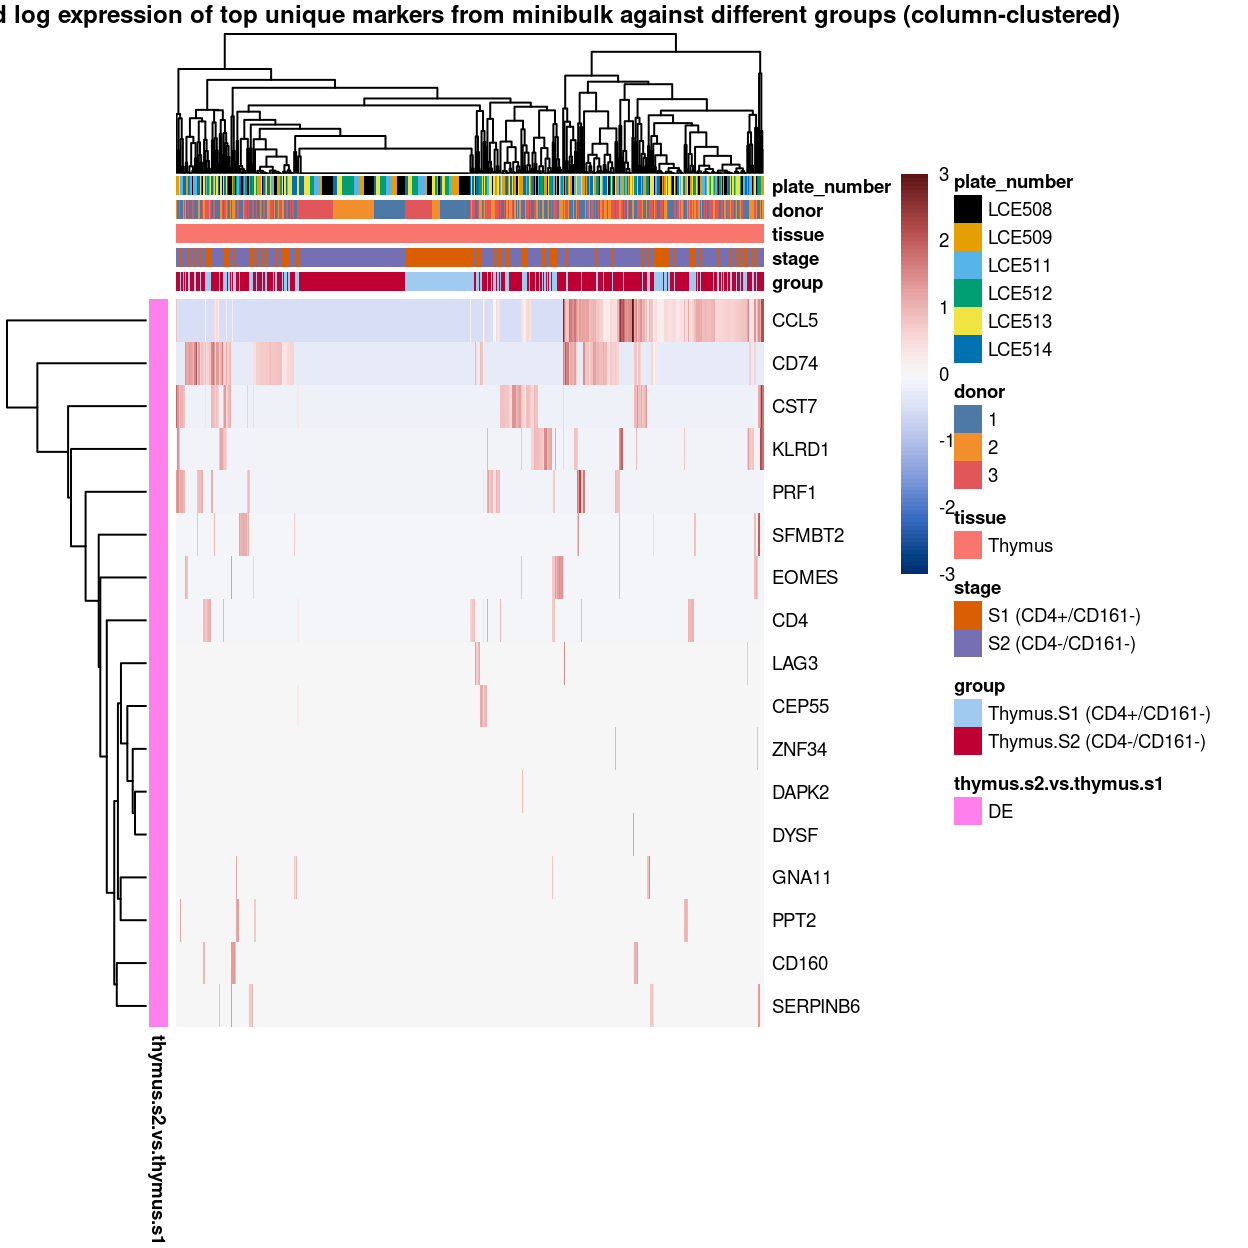 d log expression of top unique markers from minibulk against different groups (column-clustered)
plate_number
donor
tissue
stage
group
CCL5
CD74
CST7
KLRD1
PRF1
SFMBT2
EOMES
CD4
LAG3
CEP55
ZNF34
DAPK2
DYSF
GNA11
PPT2
CD160
SERPINB6
thymus.s2.vs.thymus.s1
3
2
1
0
-1
-2
-3
plate_number
LCE508
LCE509
LCE511
LCE512
LCE513
LCE514
donor
1
2
3
tissue
Thymus
stage
S1 (CD4+/CD161-)
S2 (CD4-/CD161-)
group
Thymus.S1 (CD4+/CD161-)
Thymus.S2 (CD4-/CD161-)
thymus.s2.vs.thymus.s1
DE